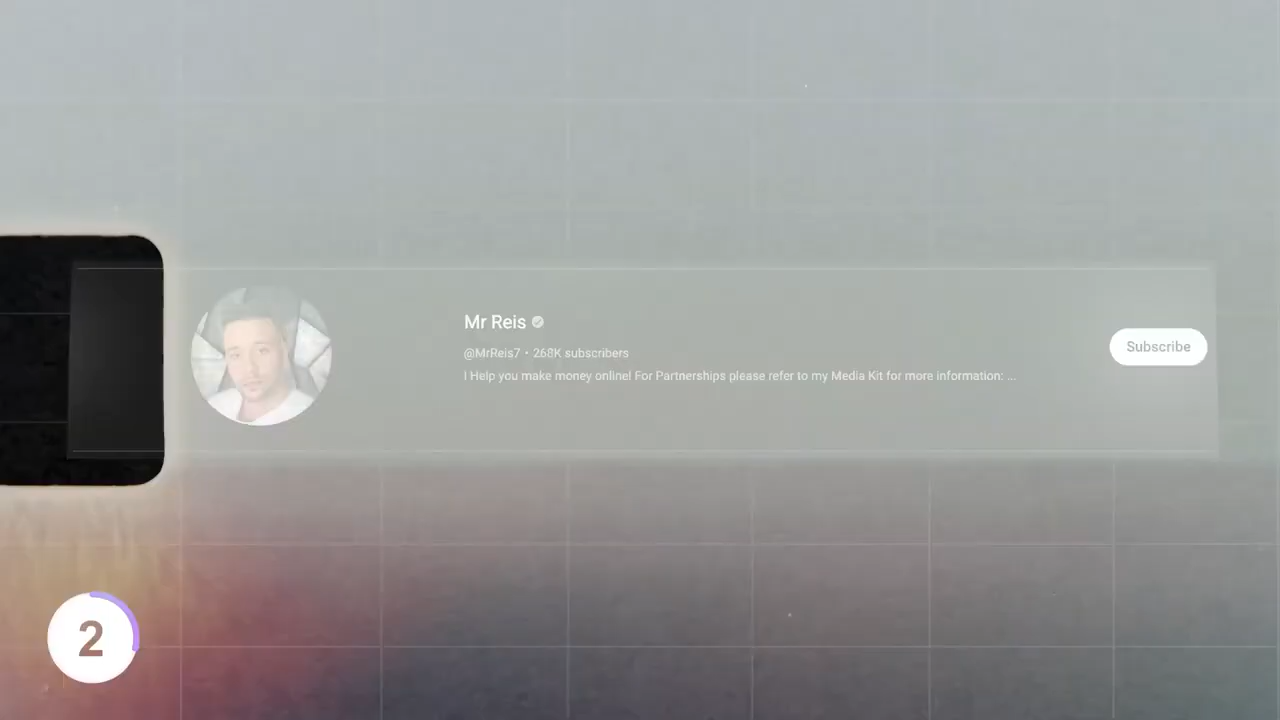 Mr Reis
@MrReis7 • 268K subscribers
I Help you make money online! For Partnerships please refer to my Media Kit for more information: ...
Subscribe
2